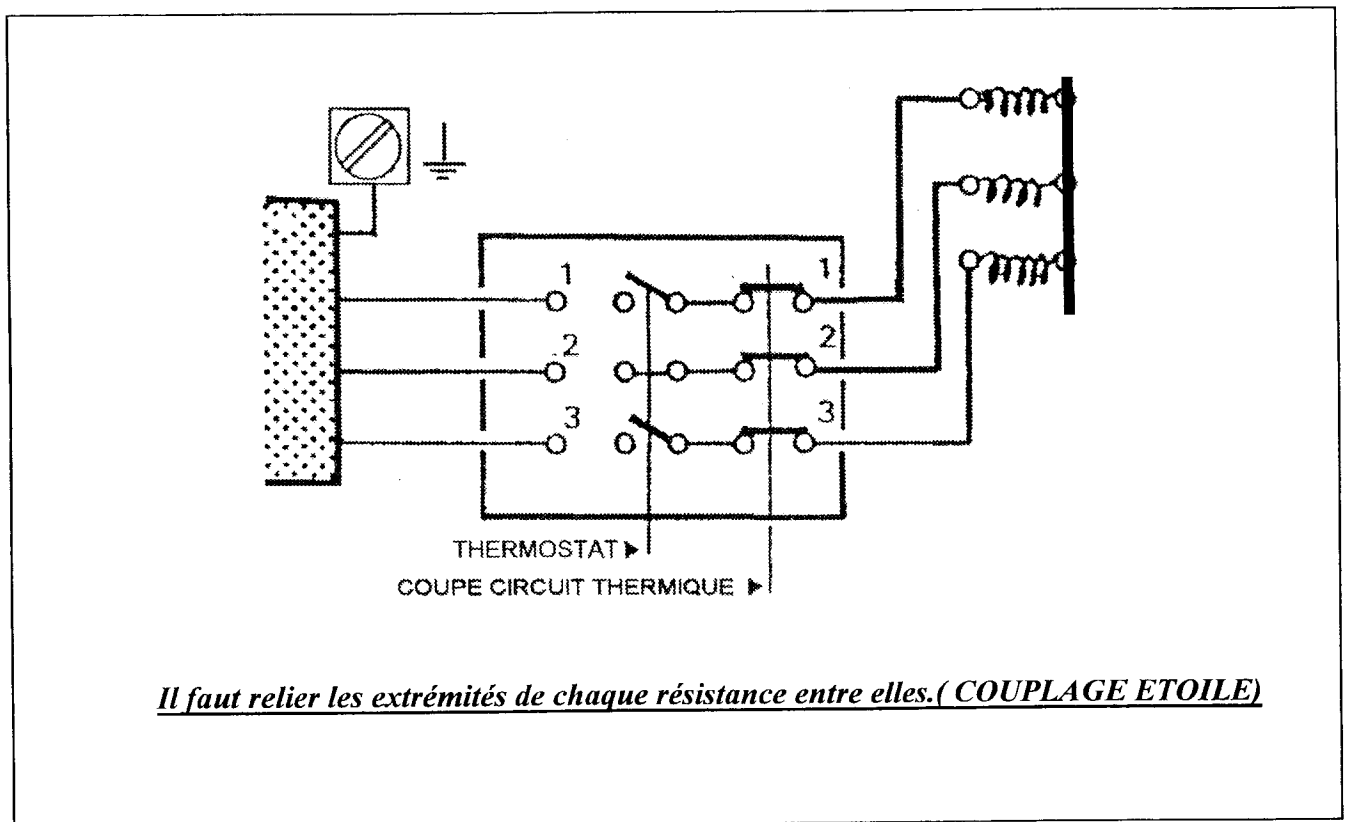 1 1
2 2
3 3
THERMOSTAT
COUPE CIRCUIT THERMIQUE
Il faut relier les extrémités de chaque résistance entre elles.( COUPLAGE ETOILE)